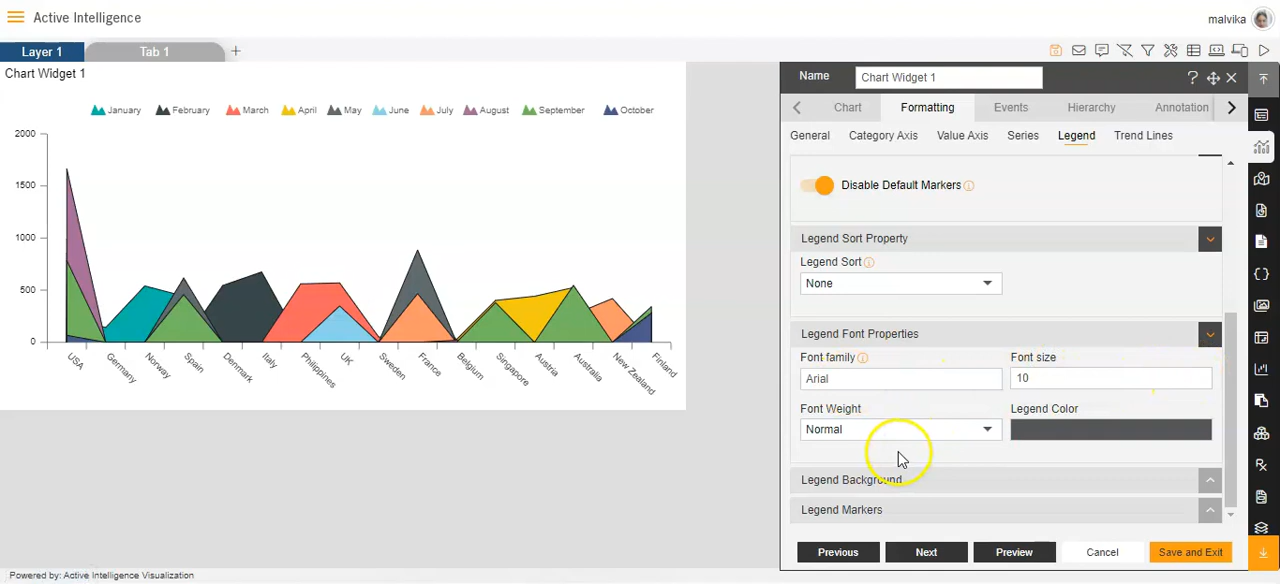 Active Intelligence
malvika
Layer 1
Tab 1
+
Chart Widget 1
January February March April May June July August September October
2000
1500
1000
500
0
USA Germany Norway Spain Denmark Italy Philippines UK Sweden France Belgium Singapore Austria Australia New Zealand Finland
Name Chart Widget 1
Chart Formatting Events Hierarchy Annotation
General Category Axis Value Axis Series Legend Trend Lines
Disable Default Markers
Legend Sort Property
Legend Sort
None
Legend Font Properties
Font family Font size
Arial 10
Font Weight Legend Color
Normal
Legend Background
Legend Markers
Previous Next Preview Cancel Save and Exit
Powered by: Active Intelligence Visualization